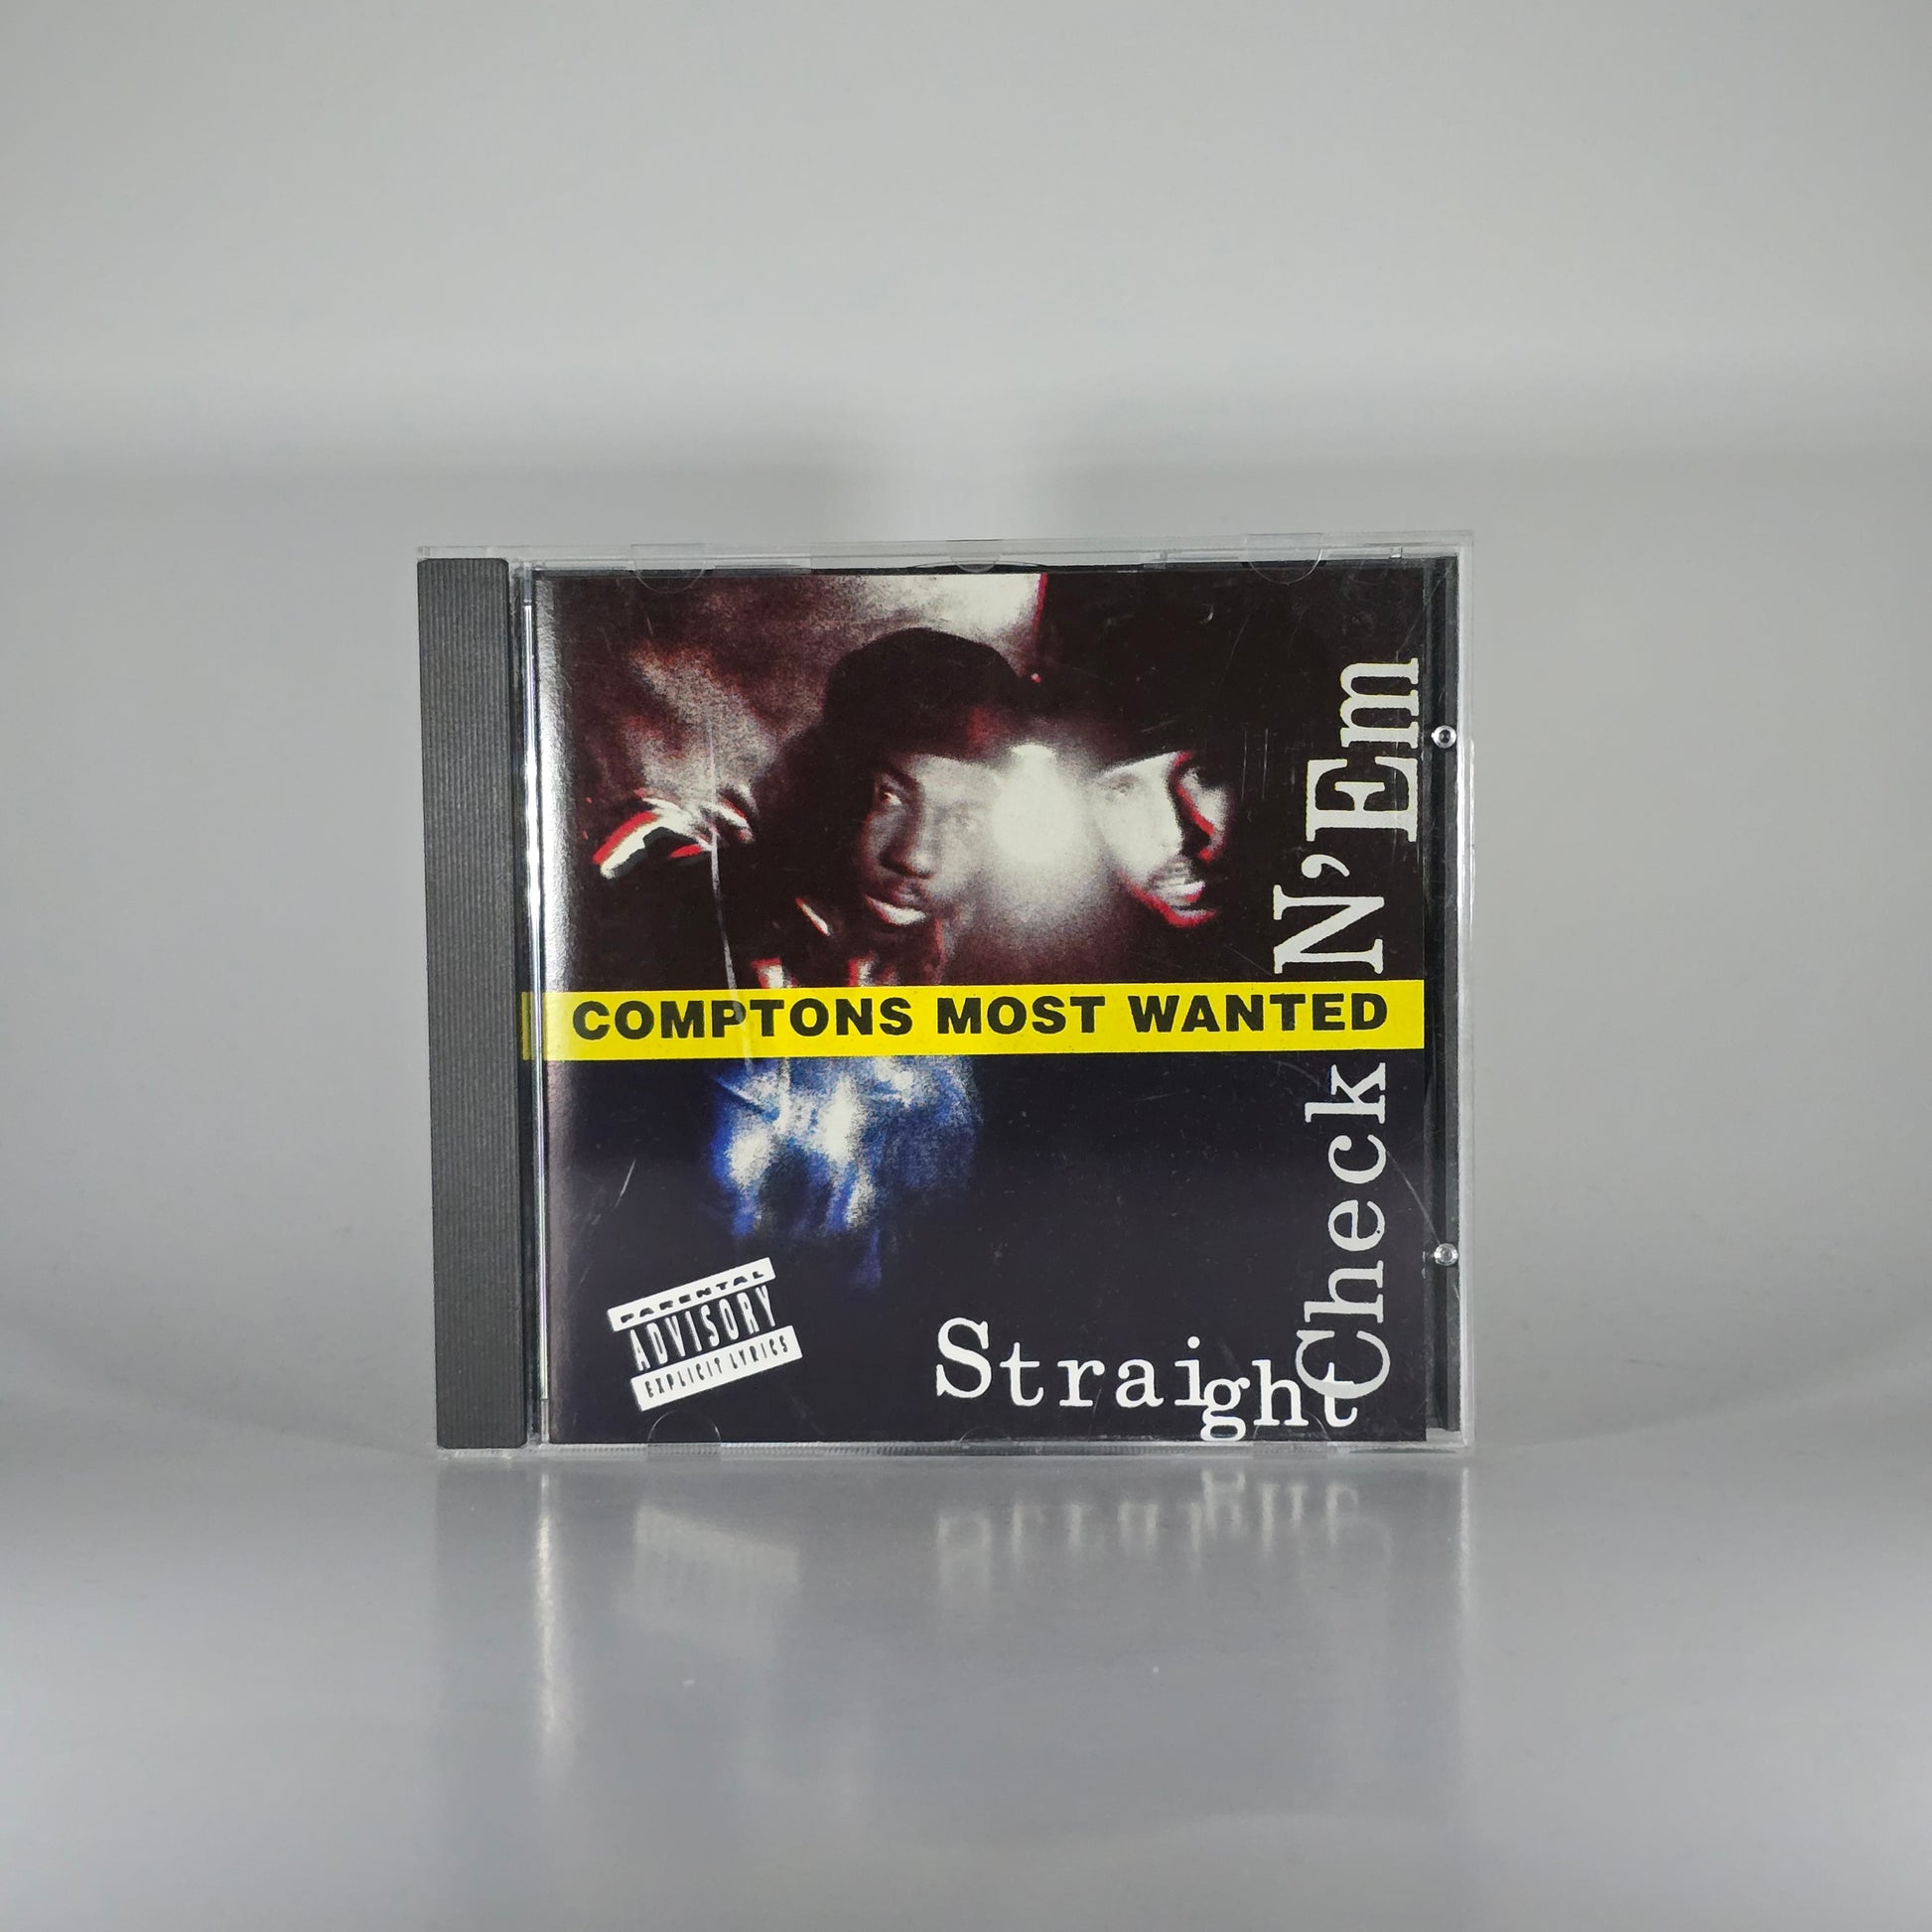 COMPTONS MOST WANTED
Straight
Check N'Em
PARENTAL
ADVISORY
EXPLICIT LYRICS